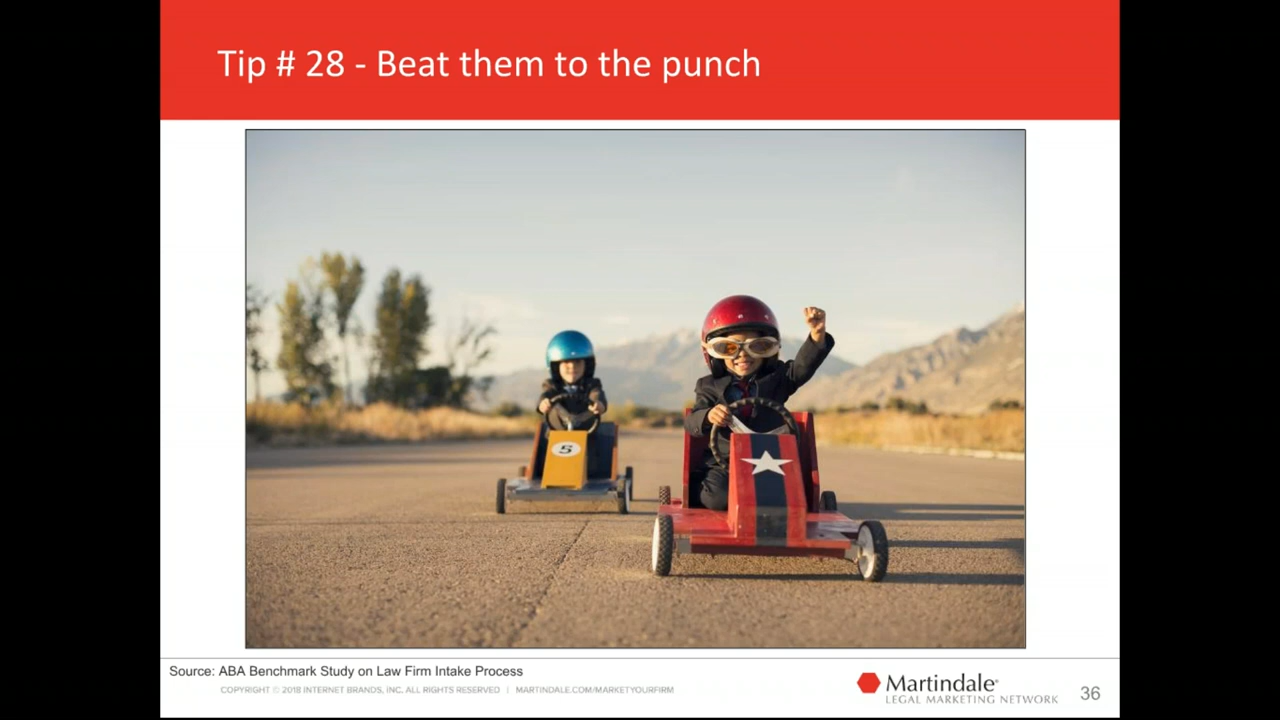 Tip # 28 - Beat them to the punch
5
Source: ABA Benchmark Study on Law Firm Intake Process
COPYRIGHT © 2018 INTERNET BRANDS, INC. ALL RIGHTS RESERVED | MARTINDALE.COM/MARKETYOURFIRM
Martindale®
LEGAL MARKETING NETWORK
36